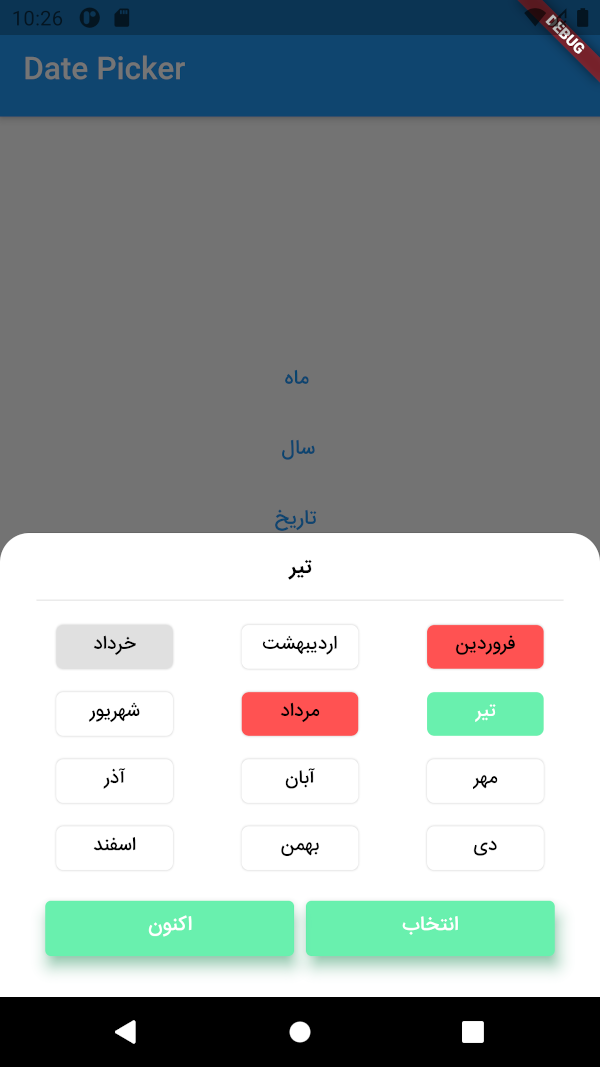 10:26
DEBUG
Date Picker
ماه
سال
تاریخ
تیر
فروردین اردیبهشت خرداد
تیر مرداد شهریور
مهر آبان آذر
دی بهمن اسفند
انتخاب اکنون